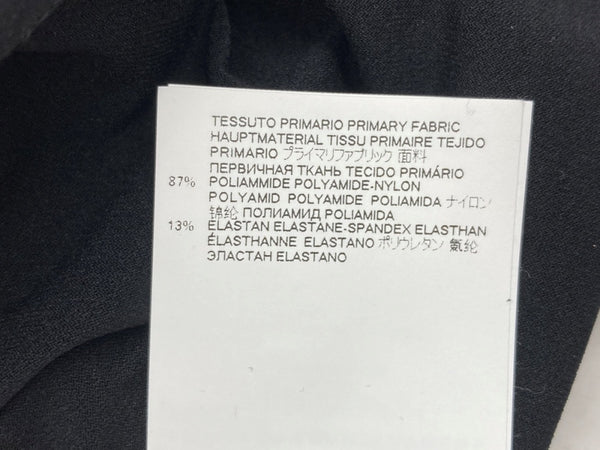 TESSUTO PRIMARIO PRIMARY FABRIC
HAUPTMATERIAL TISSU PRIMAIRE TEJIDO
PRIMARIO プライマリファブリック 面料
ПЕРВИЧНАЯ ТКАНЬ TECIDO PRIMÁRIO
87% POLIAMMIDE POLYAMIDE-NYLON
POLYAMID POLYAMIDE POLIAMIDA ナイロン
锦纶 ПОЛИАМИД POLIAMIDA
13% ELASTAN ELASTANE-SPANDEX ELASTHAN
ÉLASTHANNE ELASTANO ポリウレタン 氨纶
ЭЛАСТАН ELASTANO